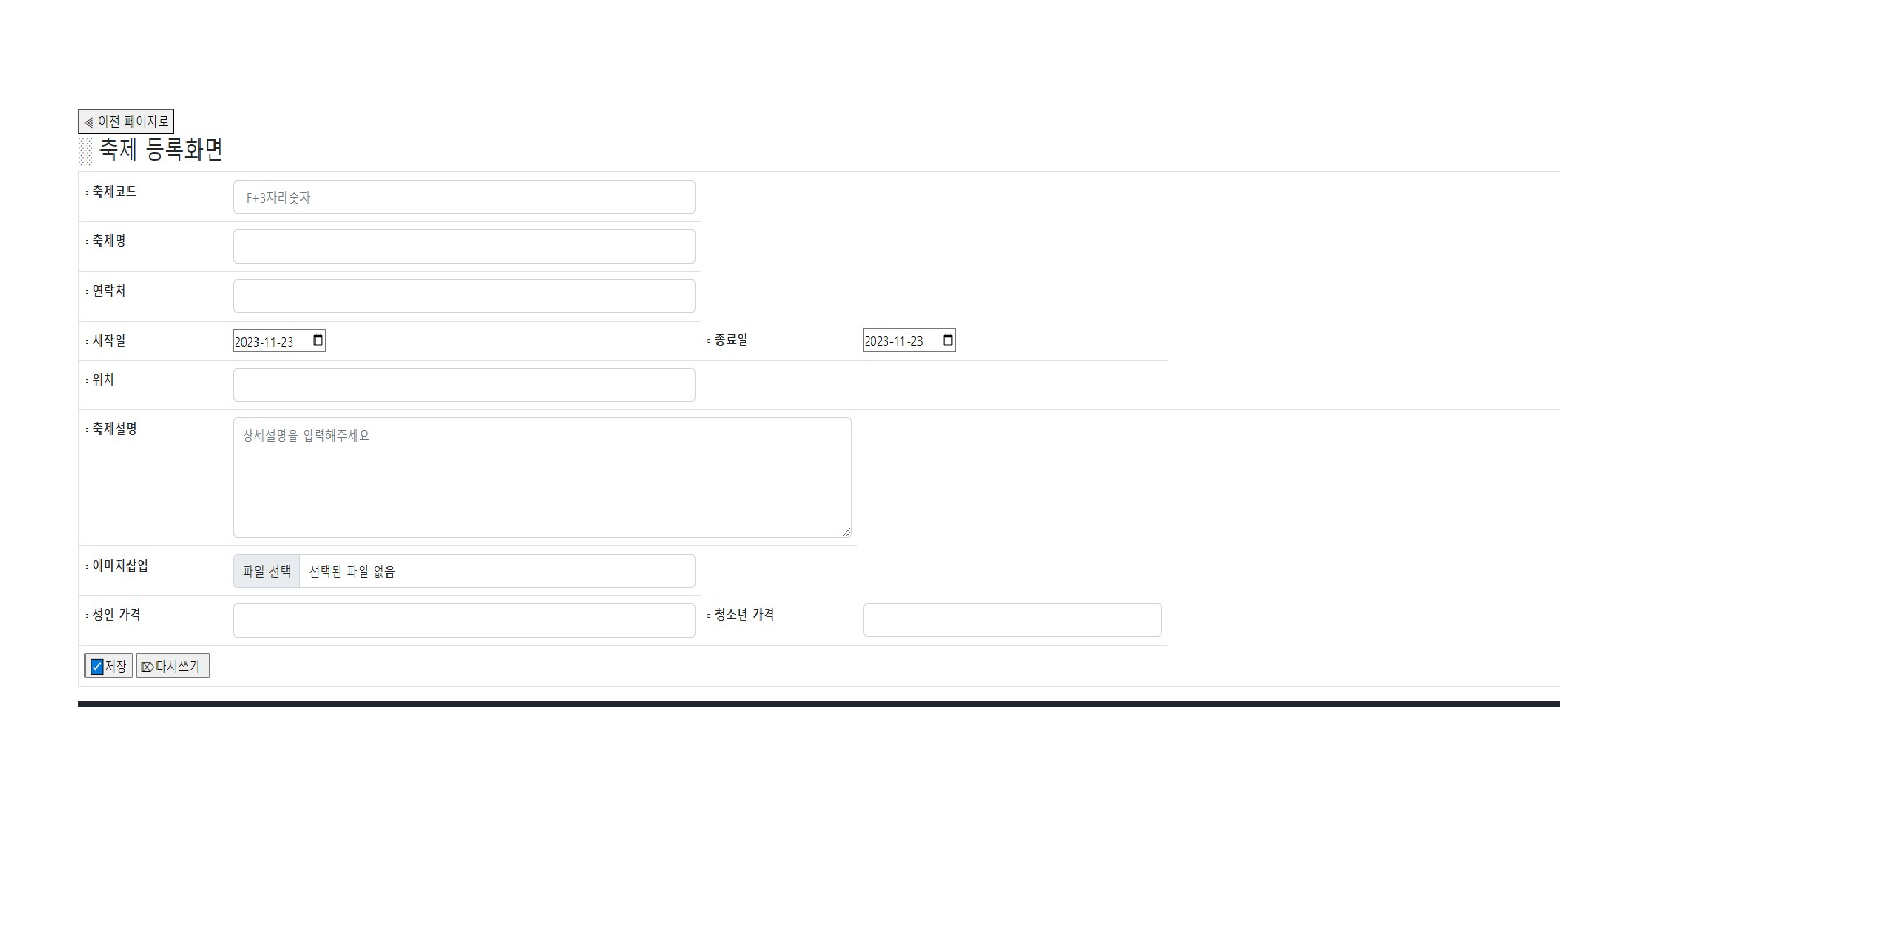 ◀ 이전 페이지로
░ 축제 등록화면
: 축제코드 F+3자리숫자
: 축제명
: 연락처
: 시작일 2023-11-23 : 종료일 2023-11-23
: 위치
: 축제설명 상세설명을 입력해주세요
: 이미지삽입 파일 선택 선택된 파일 없음
: 성인 가격 : 청소년 가격
☑저장 ⌦다시쓰기